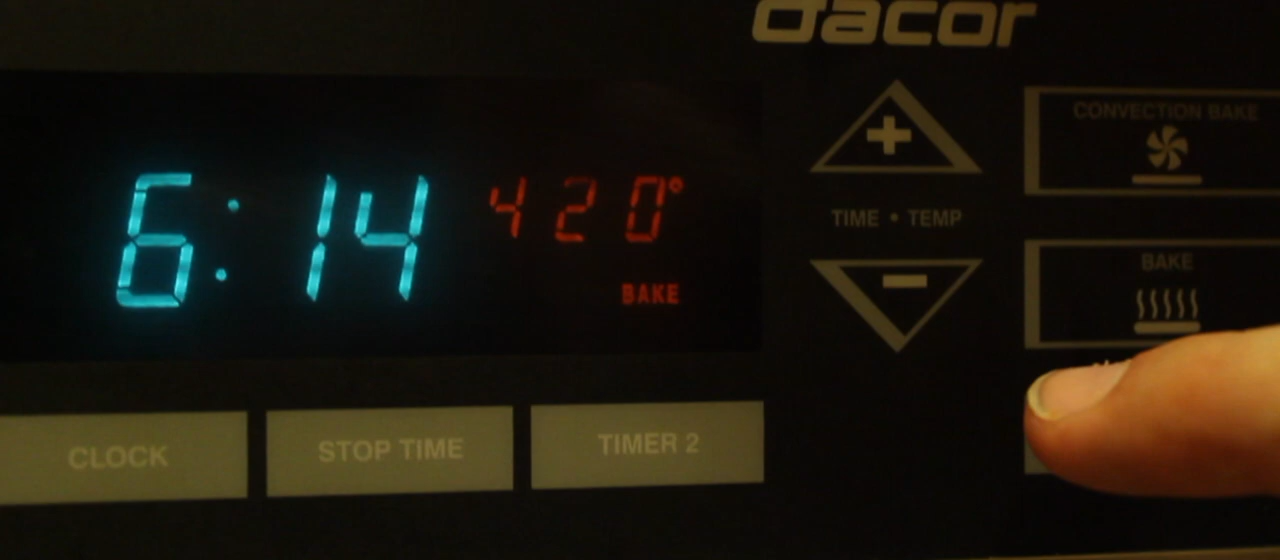 dacor
CONVECTION BAKE
6:14 420°
TIME • TEMP
BAKE
BAKE
CLOCK STOP TIME TIMER 2